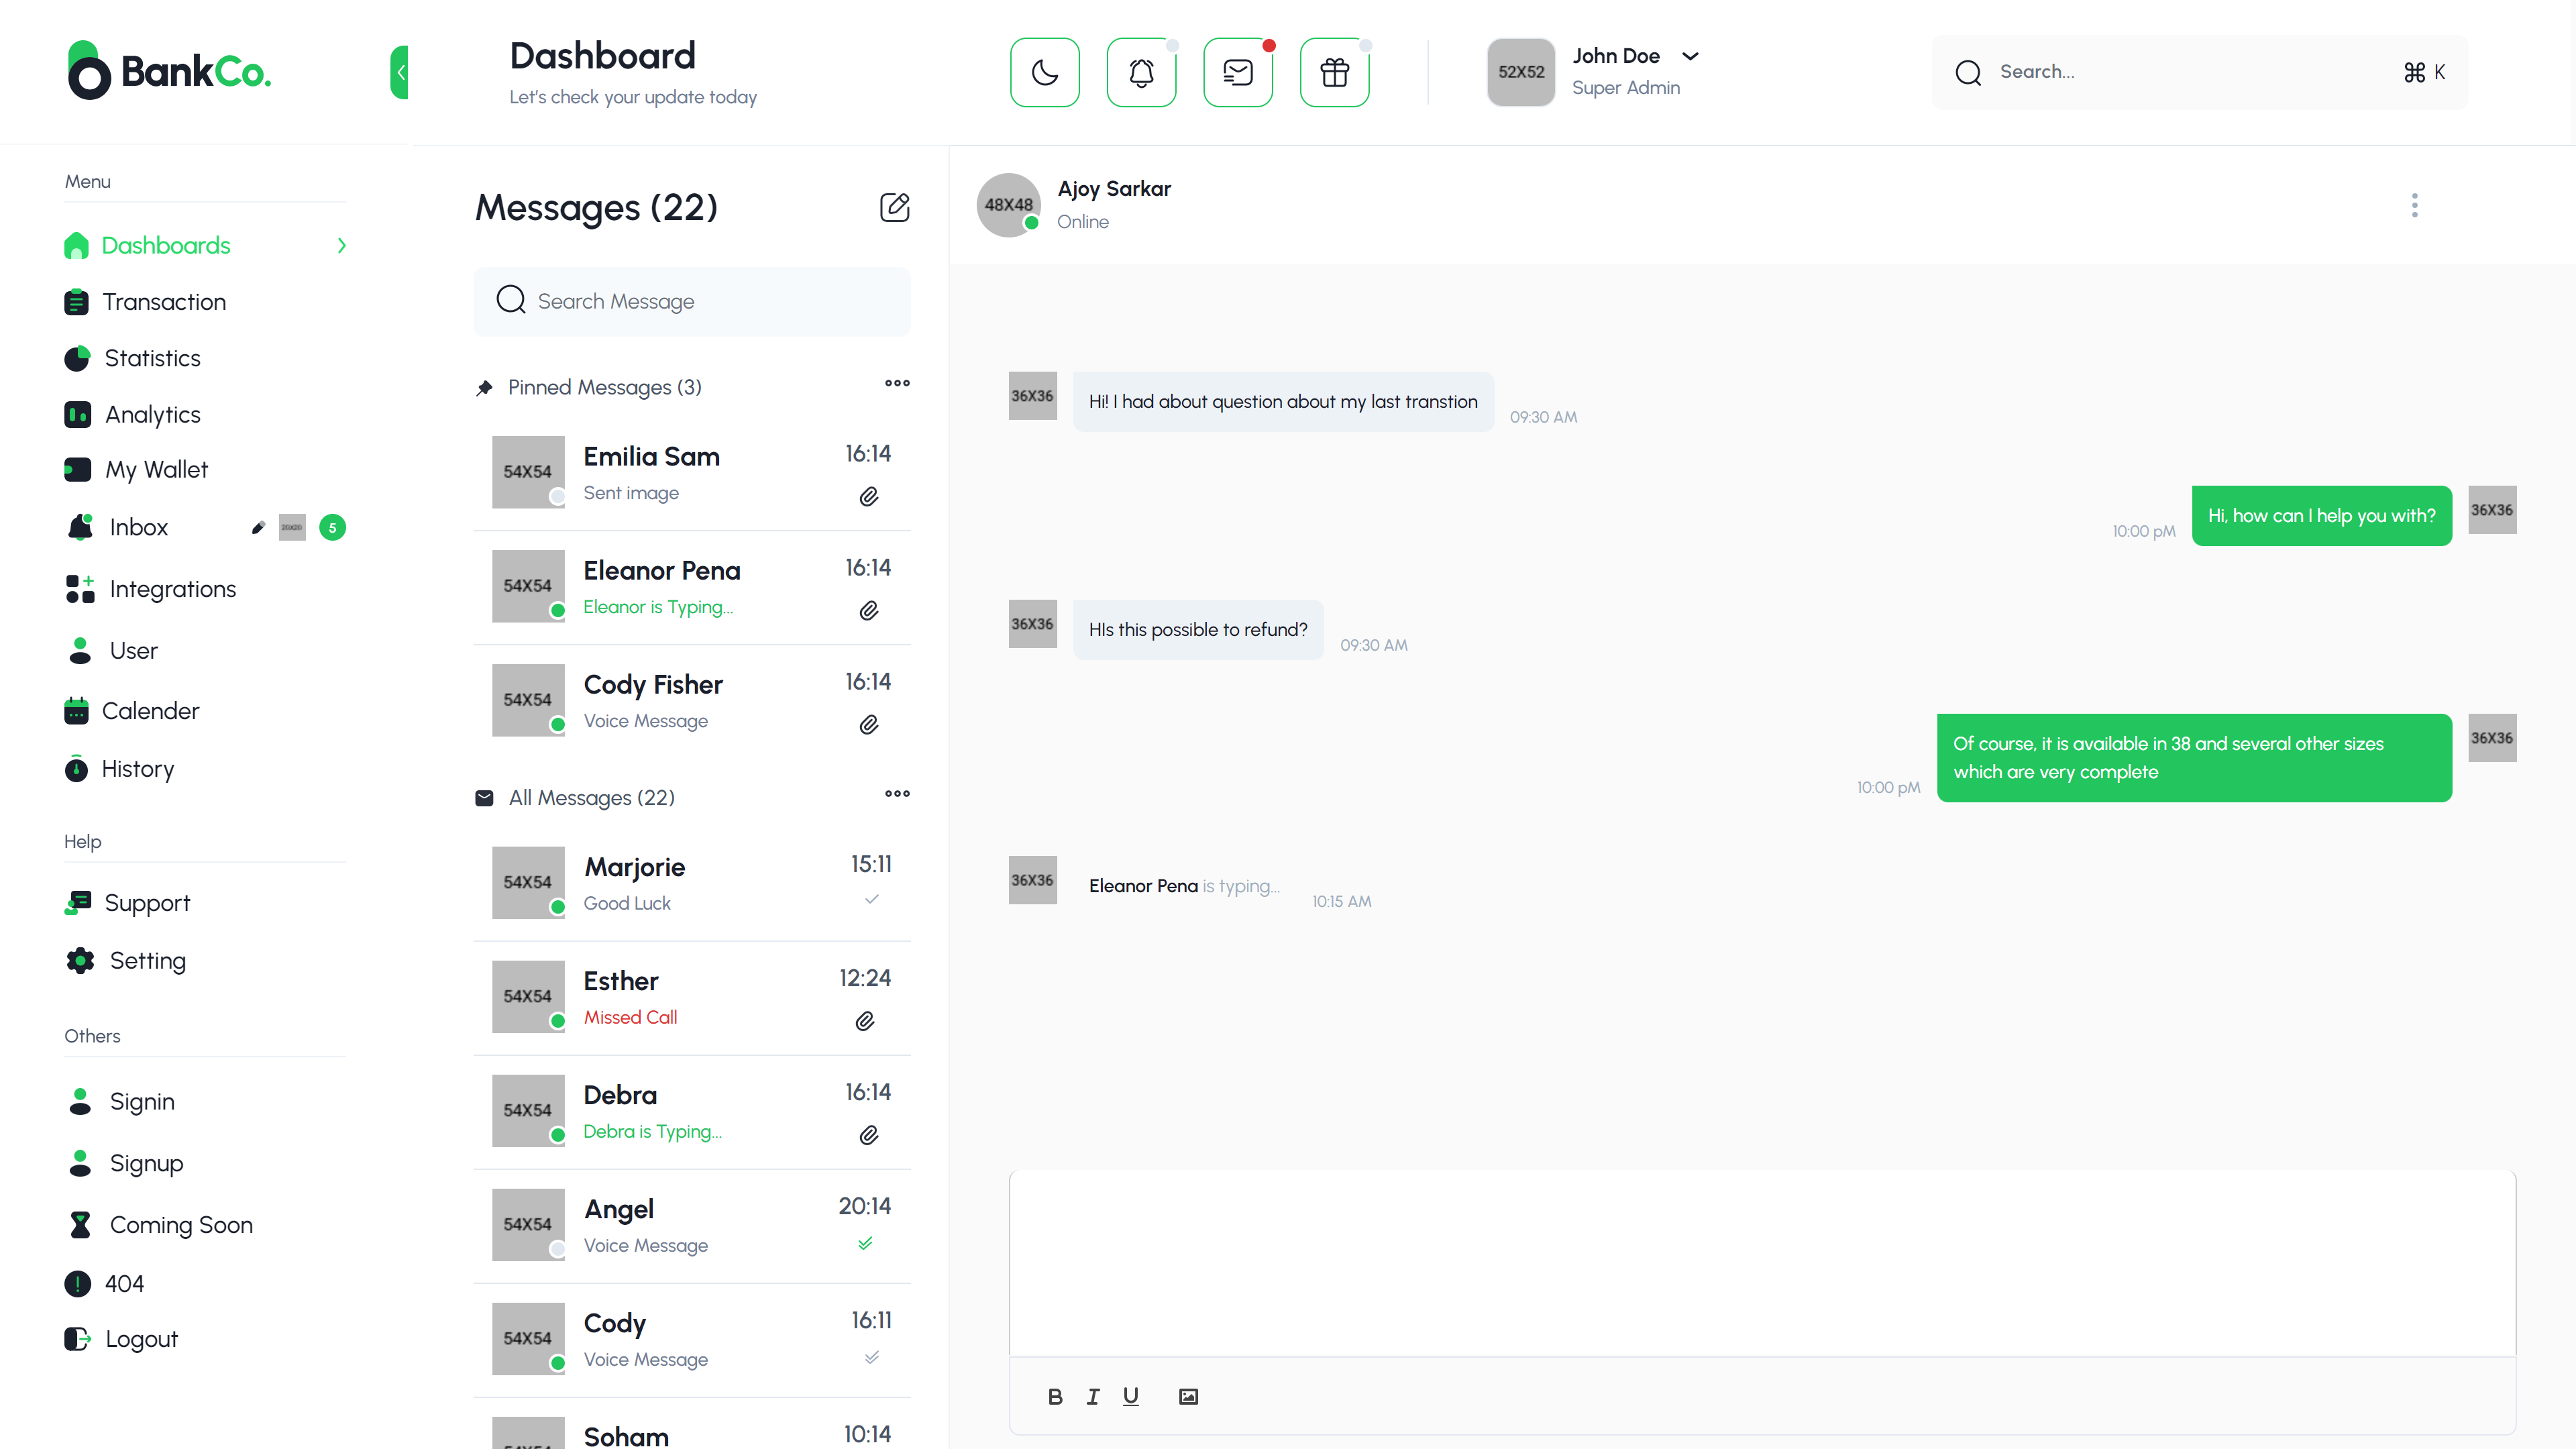 BankCo.
Dashboard
Let's check your update today
52X52
John Doe
Super Admin
Search...
⌘ K
Menu
Dashboards
Transaction
Statistics
Analytics
My Wallet
Inbox
20X20
5
Integrations
User
Calender
History
Help
Support
Setting
Others
Signin
Signup
Coming Soon
404
Logout
Messages (22)
Search Message
Pinned Messages (3)
54X54
Emilia Sam
16:14
Sent image
54X54
Eleanor Pena
16:14
Eleanor is Typing...
54X54
Cody Fisher
16:14
Voice Message
All Messages (22)
54X54
Marjorie
15:11
Good Luck
54X54
Esther
12:24
Missed Call
54X54
Debra
16:14
Debra is Typing...
54X54
Angel
20:14
Voice Message
54X54
Cody
16:11
Voice Message
Soham
10:14
48X48
Ajoy Sarkar
Online
36X36
Hi! I had about question about my last transtion
09:30 AM
10:00 pM
Hi, how can I help you with?
36X36
36X36
HIs this possible to refund?
09:30 AM
10:00 pM
Of course, it is available in 38 and several other sizes
which are very complete
36X36
36X36
Eleanor Pena is typing...
10:15 AM
B I U